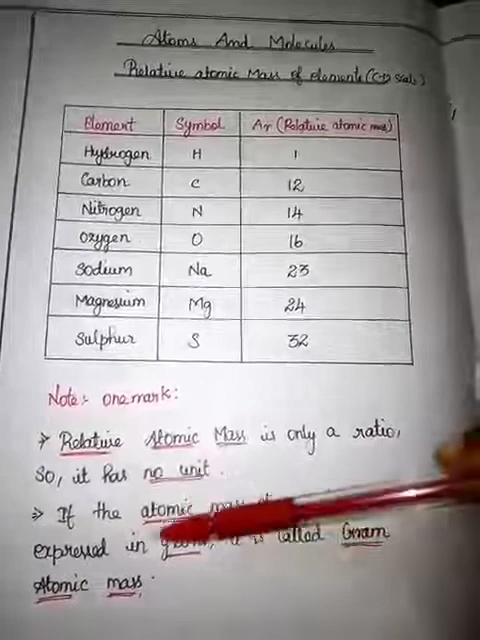 Atoms And Molecules
Relative atomic Mass of elements (C-12 Scale)
Element Symbol Ar (Relative atomic mass)
Hydrogen H 1
Carbon C 12
Nitrogen N 14
Oxygen O 16
Sodium Na 23
Magnesium Mg 24
Sulphur S 32
Note:- one mark:
→ Relative Atomic Mass is only a ratio,
So, it has no unit.
→ If the atomic
expressed in it is called Gram
Atomic mass.